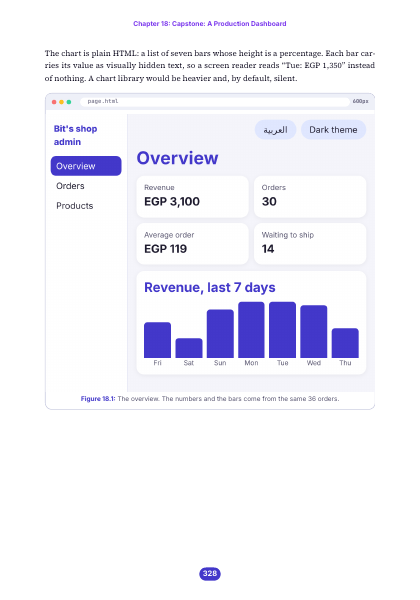 Chapter 18: Capstone: A Production Dashboard
The chart is plain HTML: a list of seven bars whose height is a percentage. Each bar car-
ries its value as visually hidden text, so a screen reader reads “Tue: EGP 1,350” instead
of nothing. A chart library would be heavier and, by default, silent.
page.html
600px
Bit's shop
admin
العربية
Dark theme
Overview
Orders
Products
Overview
Revenue
EGP 3,100
Orders
30
Average order
EGP 119
Waiting to ship
14
Revenue, last 7 days
Fri Sat Sun Mon Tue Wed Thu
Figure 18.1: The overview. The numbers and the bars come from the same 36 orders.
328